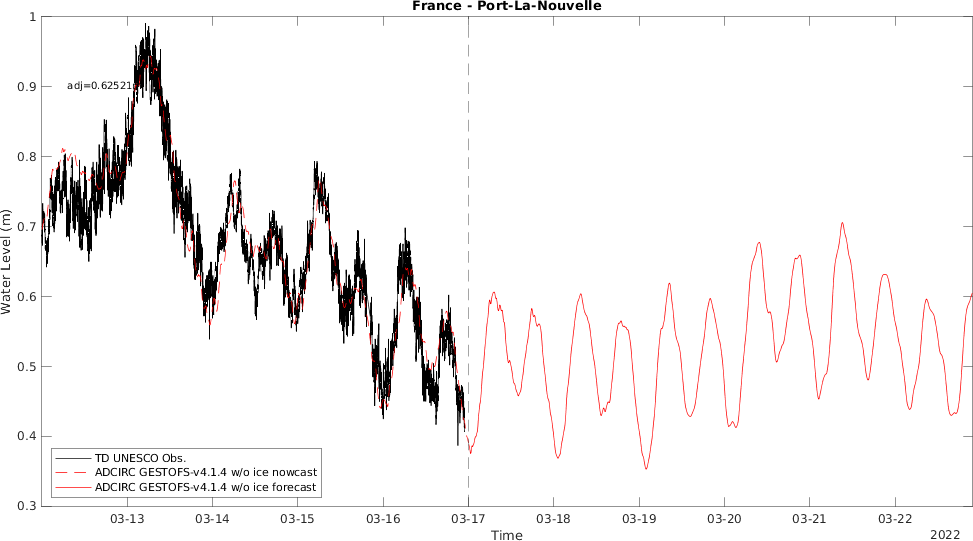 France - Port-La-Nouvelle
1
0.9
0.8
0.7
0.6
0.5
0.4
0.3
Water Level (m)
adj=0.62521
TD UNESCO Obs.
ADCIRC GESTOFS-v4.1.4 w/o ice nowcast
ADCIRC GESTOFS-v4.1.4 w/o ice forecast
03-13 03-14 03-15 03-16 03-17 03-18 03-19 03-20 03-21 03-22
Time
2022